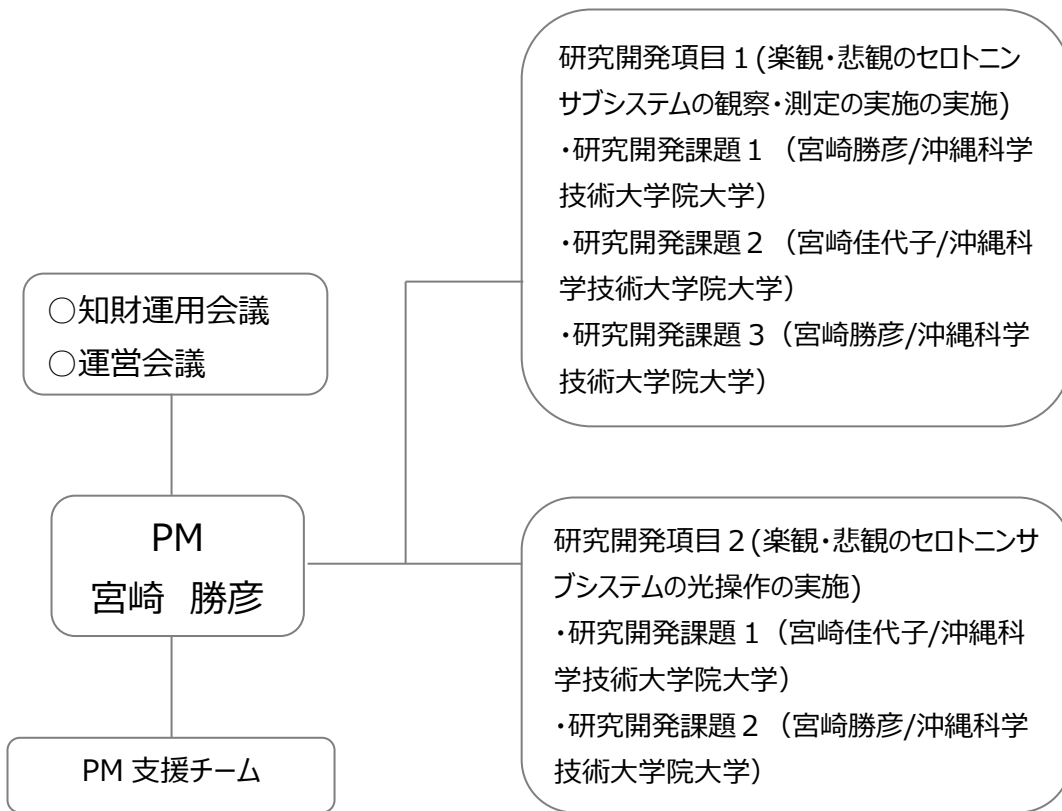 研究開発項目1(楽観・悲観のセロトニン
サブシステムの観察・測定の実施の実施)
・研究開発課題1 (宮崎勝彦/沖縄科学
技術大学院大学)
・研究開発課題2 (宮崎佳代子/沖縄科
学技術大学院大学)
・研究開発課題3(宮崎勝彦/沖縄科学
技術大学院大学)
○知財運用会議
○運営会議
PM
宮崎 勝彦
PM 支援チーム
研究開発項目2(楽観・悲観のセロトニンサ
ブシステムの光操作の実施)
・研究開発課題1(宮崎佳代子/沖縄科
学技術大学院大学)
・研究開発課題2 (宮崎勝彦/沖縄科学
技術大学院大学)